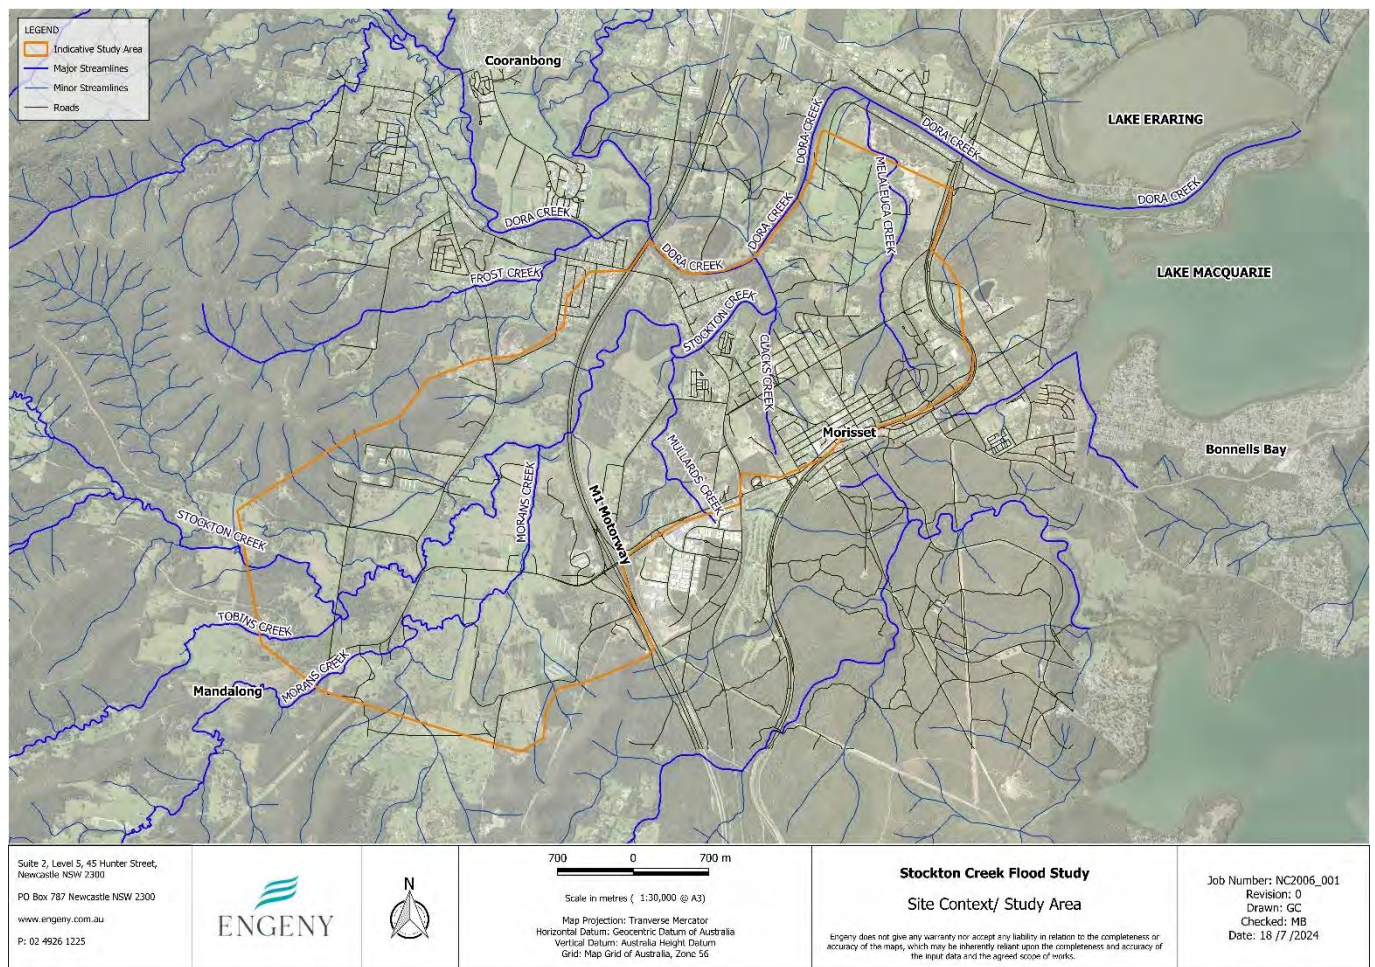 LEGEND
Indicative Study Area
Major Streamlines
Minor Streamlines
Roads
Cooranbong
LAKE ERARING
DORA CREEK
DORA CREEK
MELALEUCA CREEK
DORA CREEK
DORA CREEK
DORA CREEK
DORA CREEK
FROST CREEK
LAKE MACQUARIE
STOCKTON CREEK
CLACKS CREEK
Morisset
Bonnells Bay
MULLARDS CREEK
MORANS CREEK
M1 Motorway
STOCKTON CREEK
TOBINS CREEK
MORANS CREEK
Mandalong
Suite 2, Level 5, 45 Hunter Street,
Newcastle NSW 2300
PO Box 787 Newcastle NSW 2300
www.engeny.com.au
P: 02 4926 1225
ENGENY
N
700 0 700 m
Scale in metres ( 1:30,000 @ A3)
Map Projection: Tranverse Mercator
Horizontal Datum: Geocentric Datum of Australia
Vertical Datum: Australia Height Datum
Grid: Map Grid of Australia, Zone 56
Stockton Creek Flood Study
Site Context/ Study Area
Engeny does not give any warranty nor accept any liability in relation to the completeness or
accuracy of the maps, which may be inherently reliant upon the completeness and accuracy of
the input data and the agreed scope of works.
Job Number: NC2006_001
Revision: 0
Drawn: GC
Checked: MB
Date: 18 /7 /2024